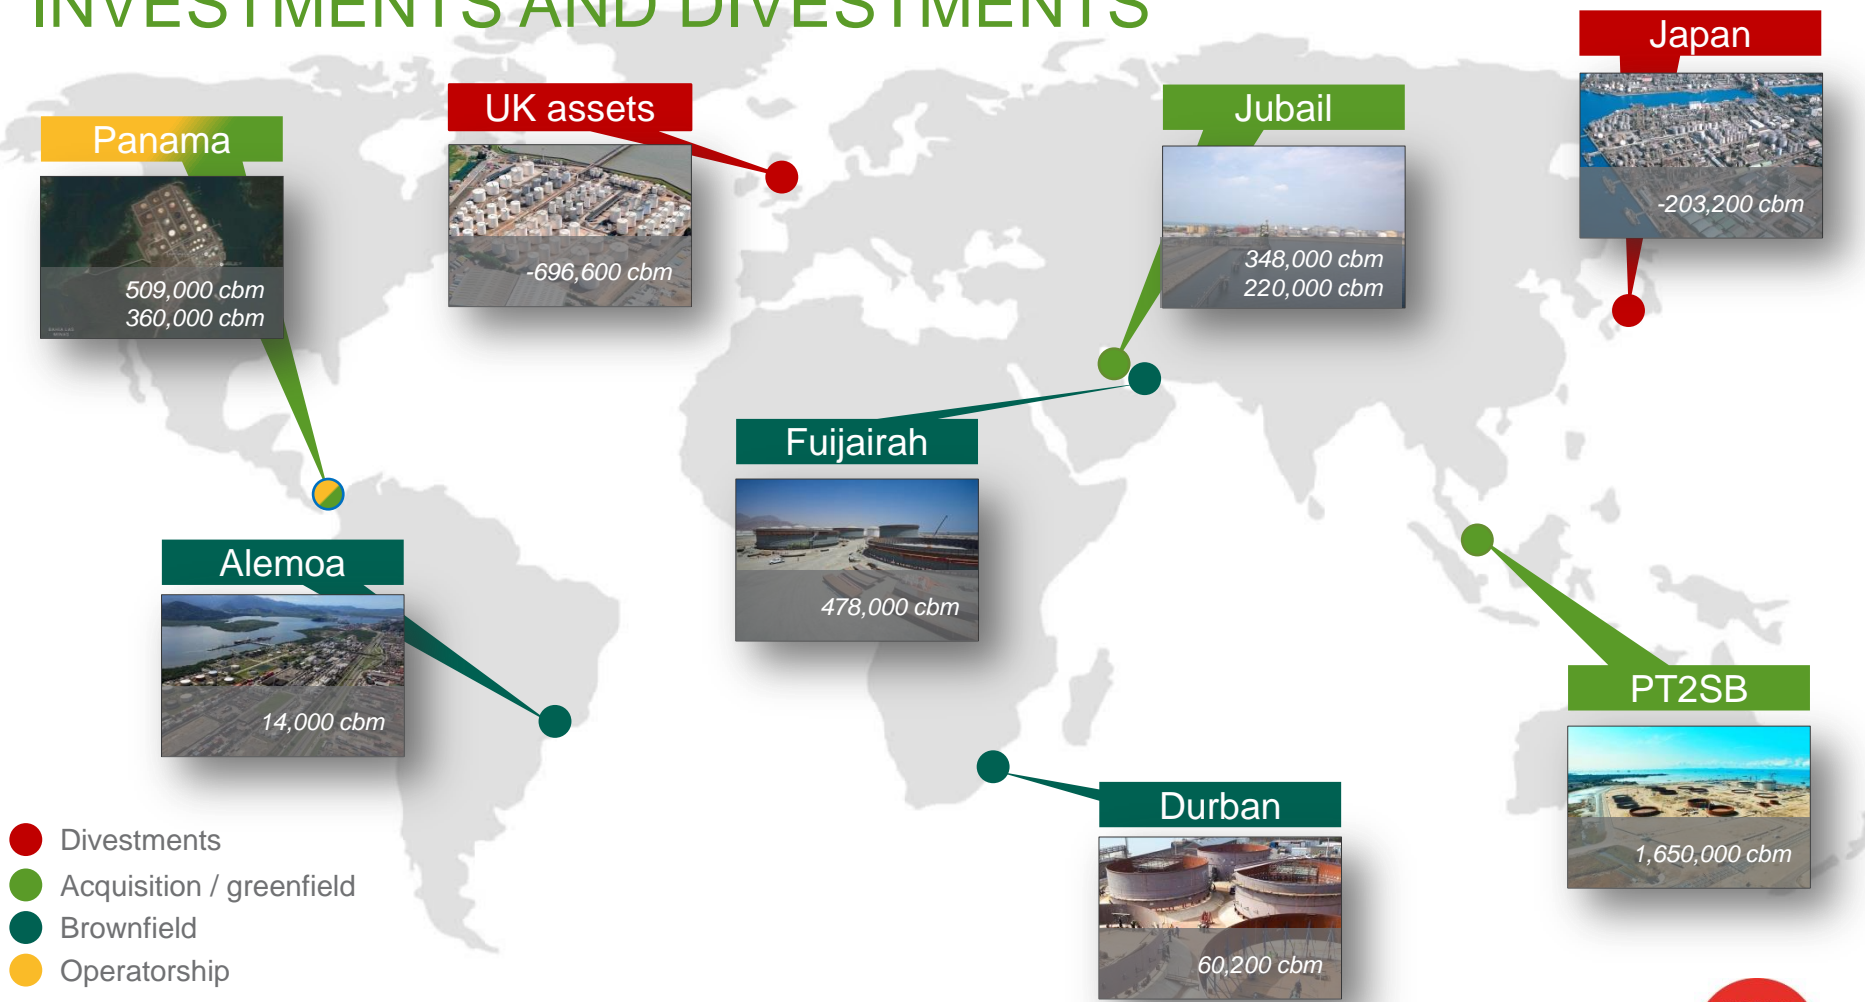 INVESTMENTS AND DIVESTMENTS
Japan
-203,200 cbm
UK assets
-696,600 cbm
Jubail
348,000 cbm
220,000 cbm
Panama
509,000 cbm
360,000 cbm
Fuijairah
478,000 cbm
Alemoa
14,000 cbm
PT2SB
1,650,000 cbm
Durban
60,200 cbm
Divestments
Acquisition / greenfield
Brownfield
Operatorship